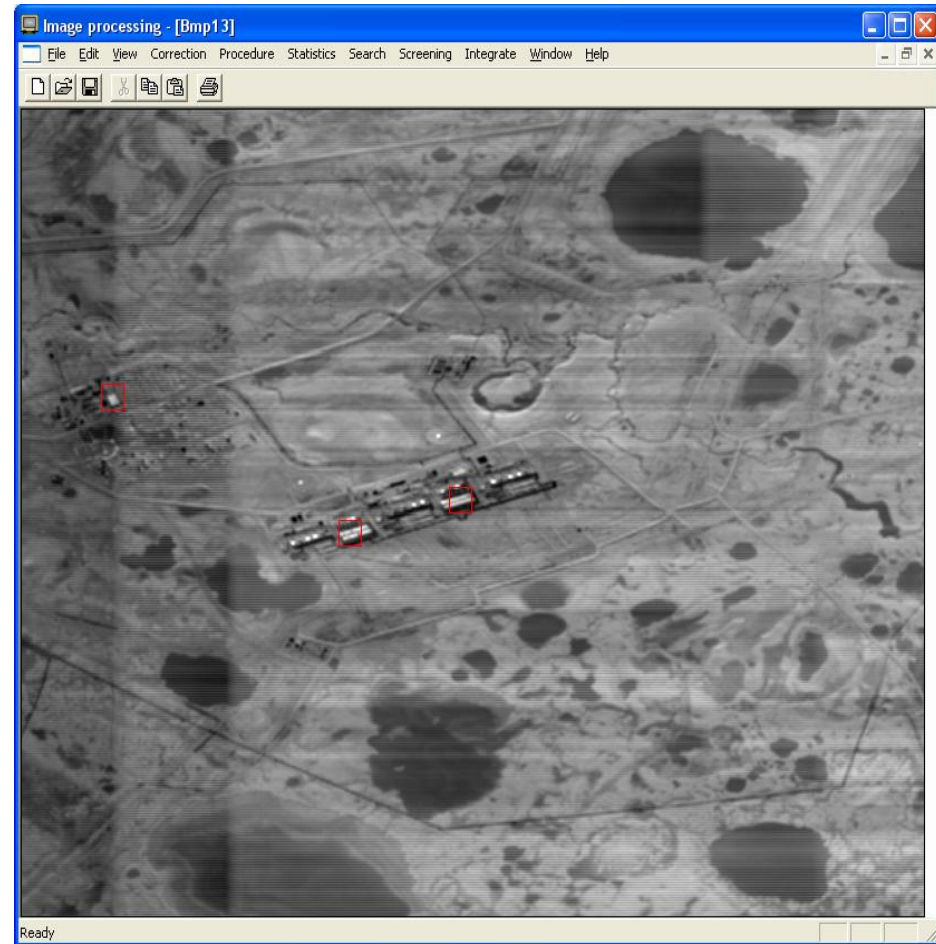 Image processing - [Bmp13]
File Edit View Correction Procedure Statistics Search Screening Integrate Window Help
Ready